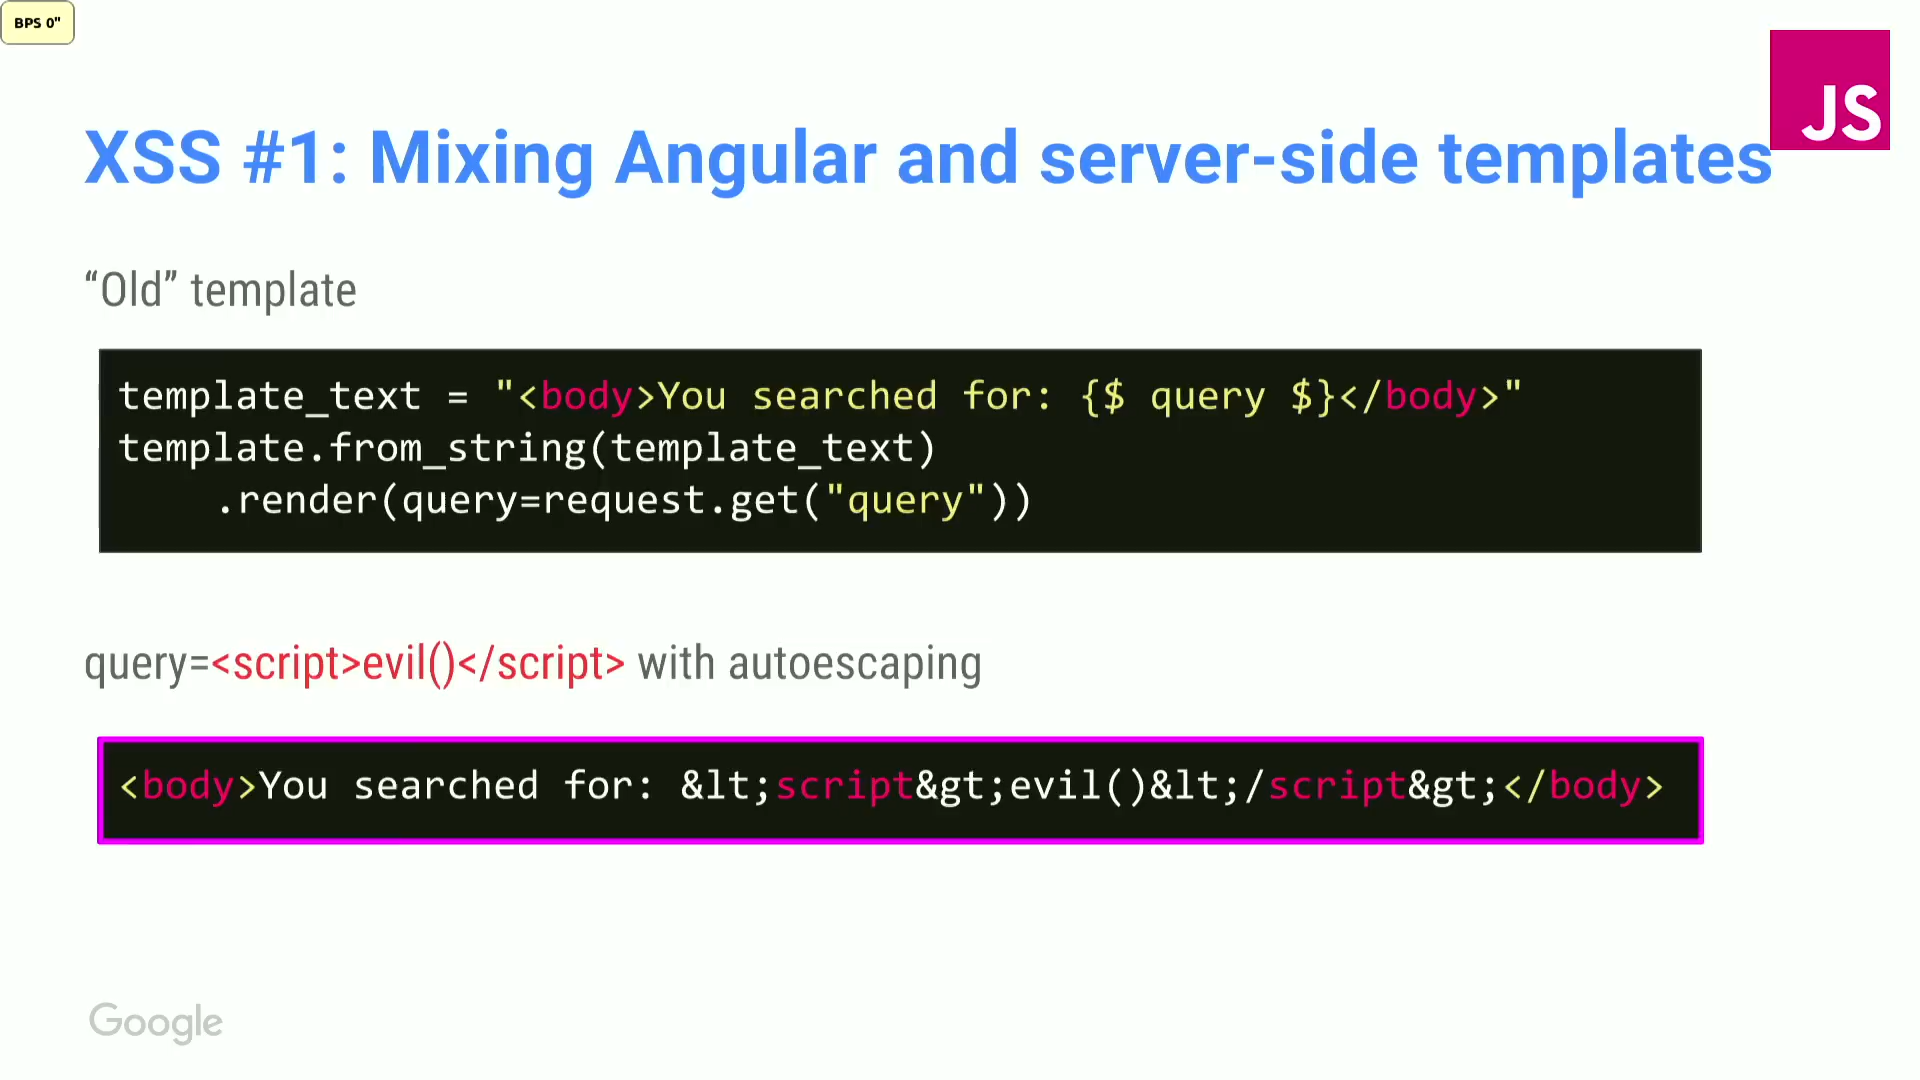 BPS 0"
JS
XSS #1: Mixing Angular and server-side templates
“Old” template
template_text = "<body>You searched for: {$ query $}</body>"
template.from_string(template_text)
.render(query=request.get("query"))
query=<script>evil()</script> with autoescaping
<body>You searched for: &lt;script&gt;evil()&lt;/script&gt;</body>
Google